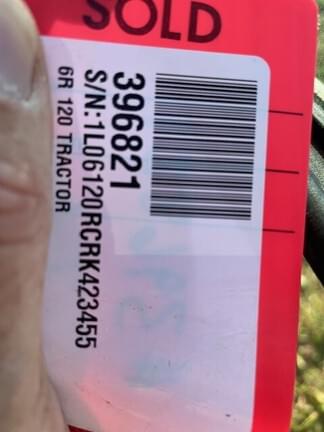 SOLD
396821
S/N:1L06120RCRK423455
6R 120 TRACTOR